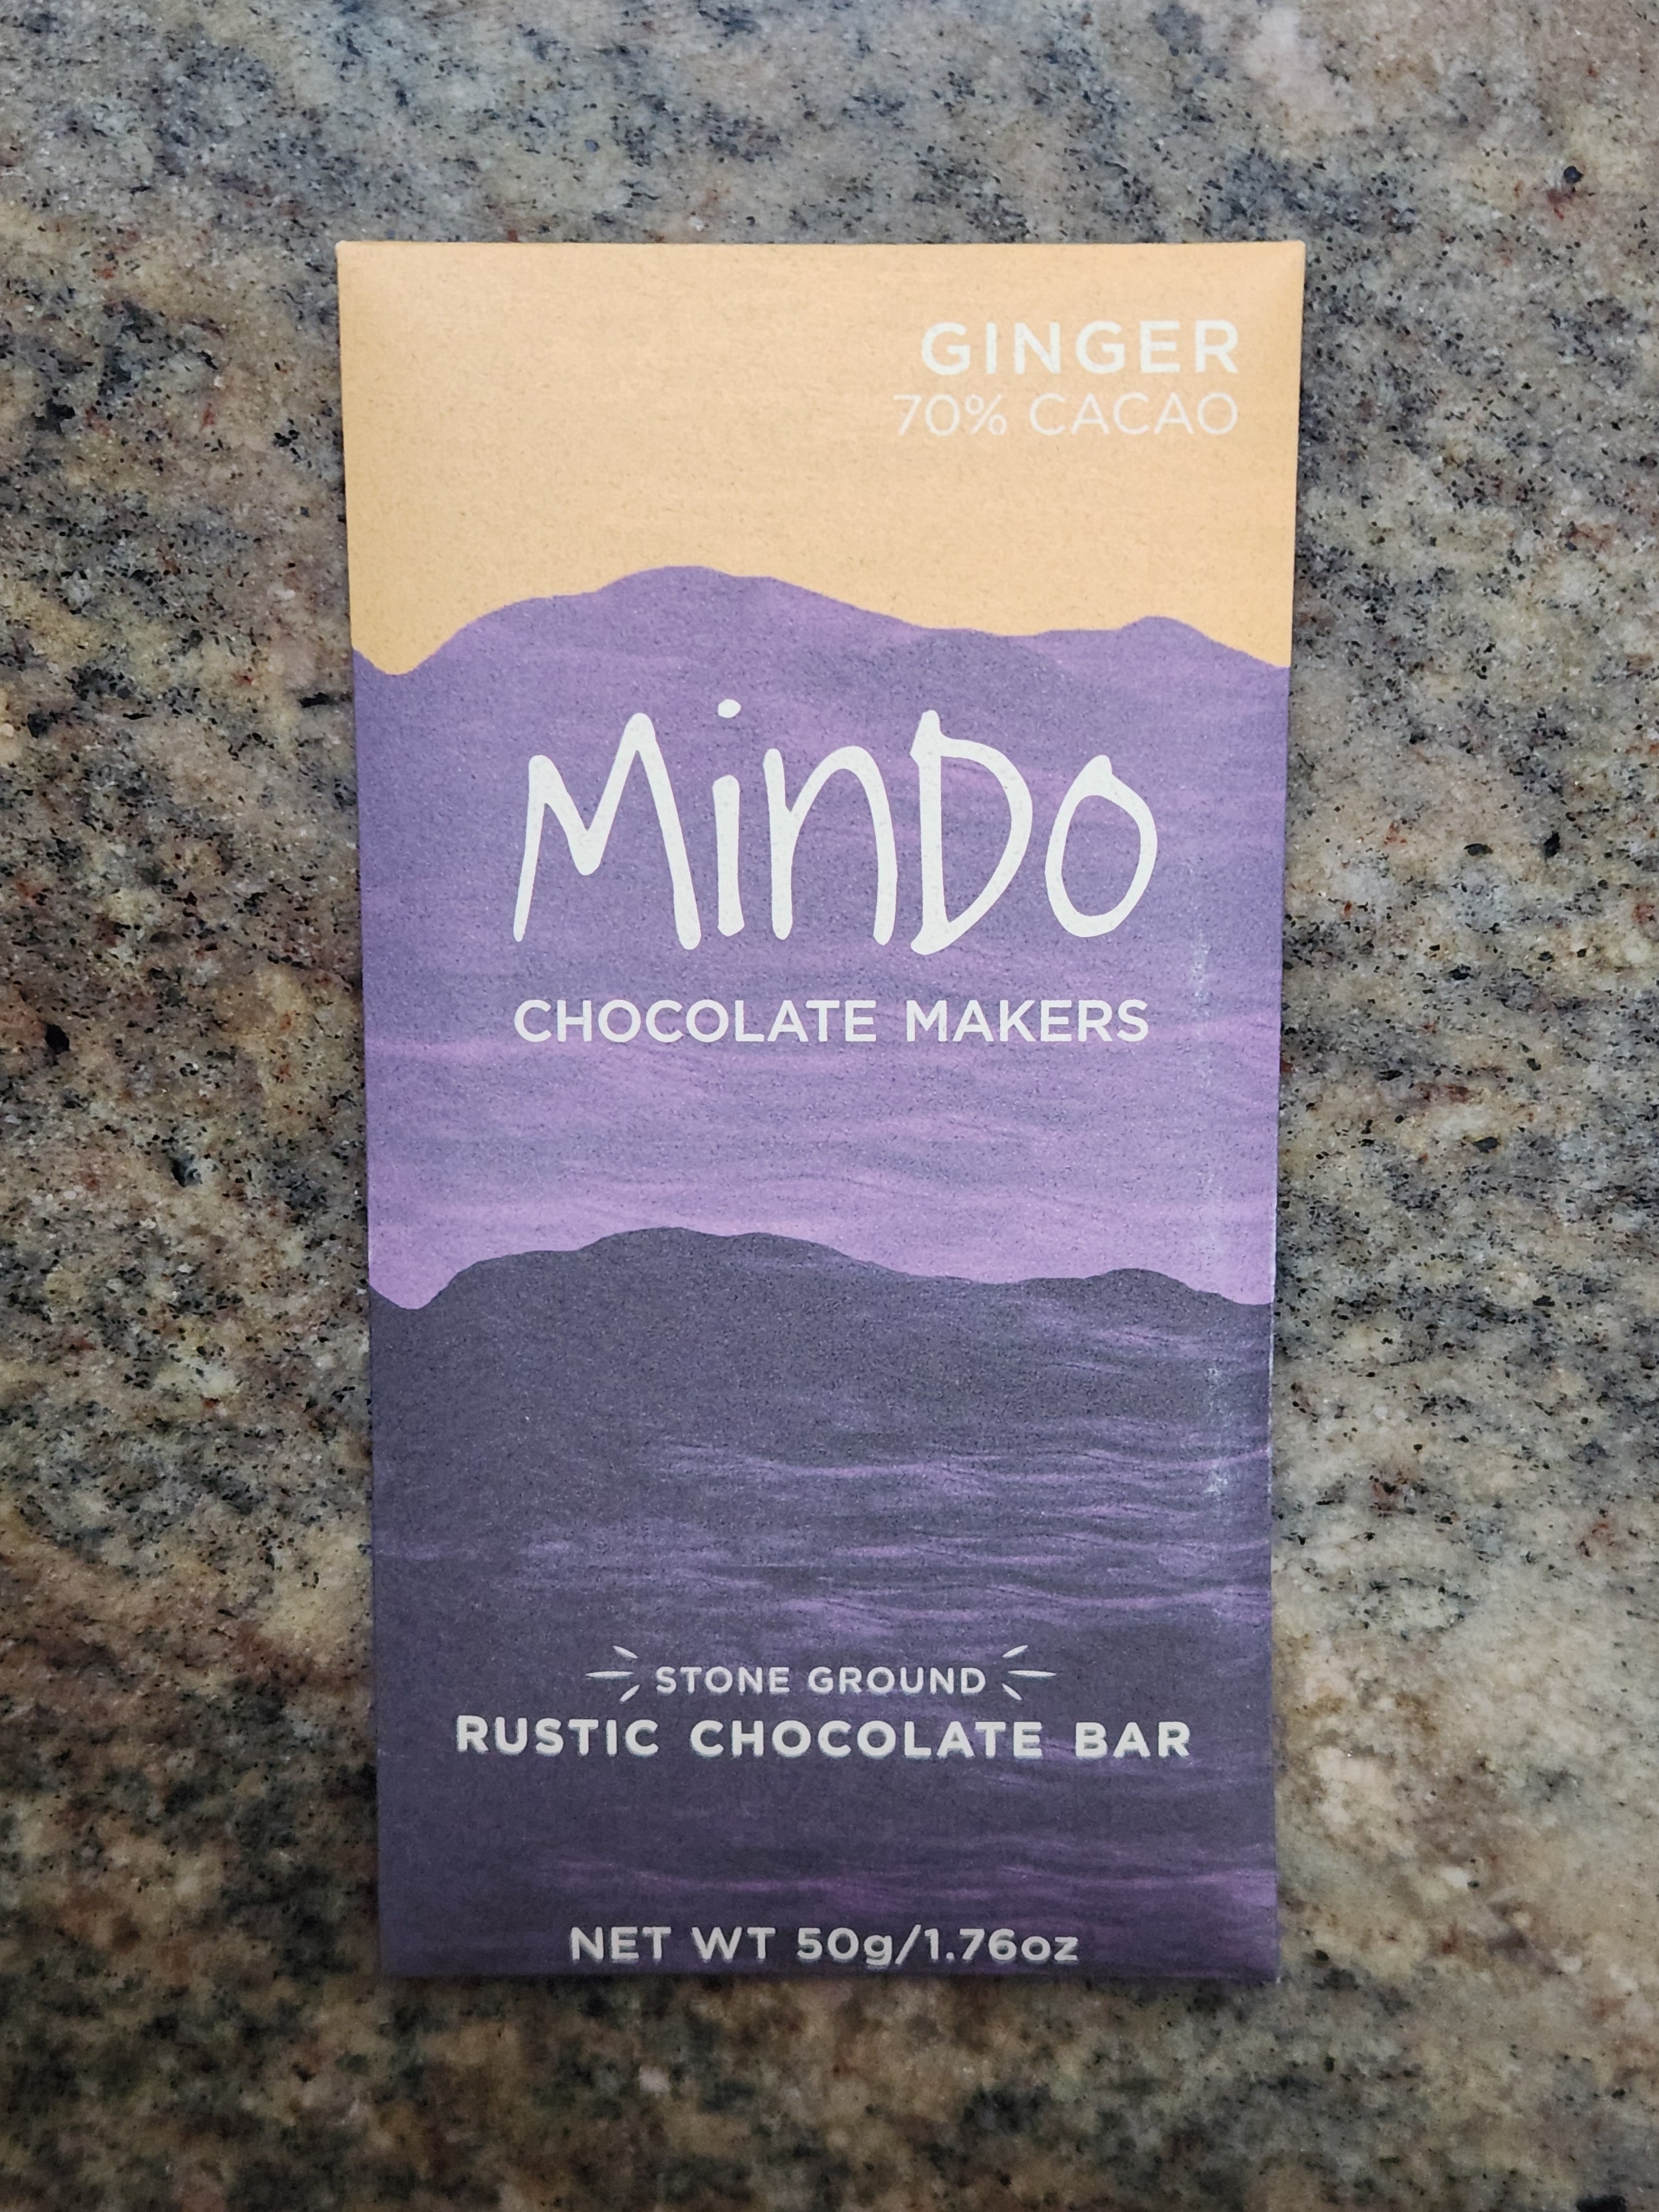 GINGER
70% CACAO
MinDo
CHOCOLATE MAKERS
STONE GROUND
RUSTIC CHOCOLATE BAR
NET WT 50g/1.76oz